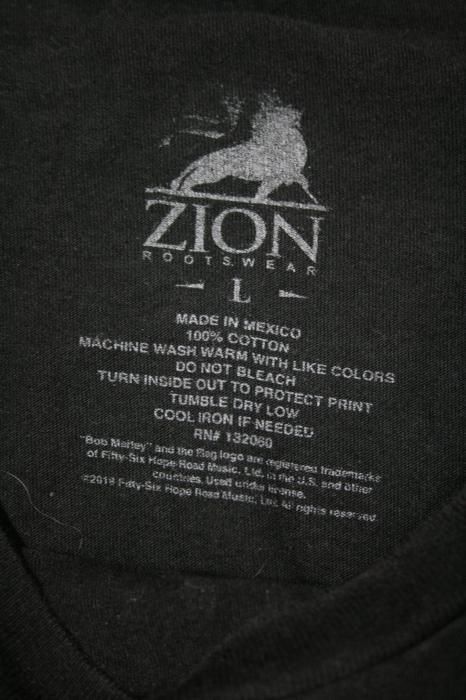 ZION
ROOTSWEAR
L
MADE IN MEXICO
100% COTTON
MACHINE WASH WARM WITH LIKE COLORS
DO NOT BLEACH
TURN INSIDE OUT TO PROTECT PRINT
TUMBLE DRY LOW
COOL IRON IF NEEDED
RN# 132060
"Bob Marley" and the flag logo are registered trademarks
of Fifty-Six Hope Road Music, Ltd. in the U.S. and other
countries. Used under license.
Fifty-Six Hope Road Music, Ltd. All rights reserved.